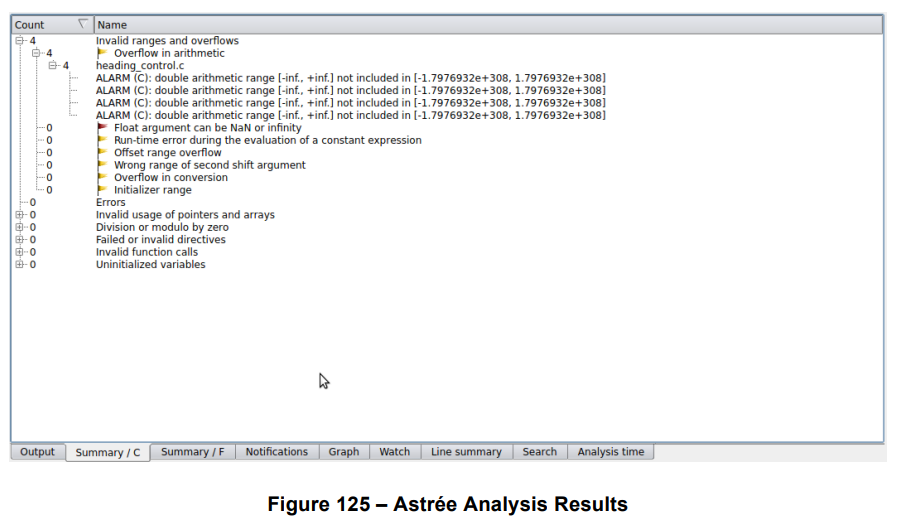 Count Name
4 Invalid ranges and overflows
4 Overflow in arithmetic
4 heading_control.c
ALARM (C): double arithmetic range [-inf., +inf.] not included in [-1.7976932e+308, 1.7976932e+308]
ALARM (C): double arithmetic range [-inf., +inf.] not included in [-1.7976932e+308, 1.7976932e+308]
ALARM (C): double arithmetic range [-inf., +inf.] not included in [-1.7976932e+308, 1.7976932e+308]
ALARM (C): double arithmetic range [-inf., +inf.] not included in [-1.7976932e+308, 1.7976932e+308]
0 Float argument can be NaN or infinity
0 Run-time error during the evaluation of a constant expression
0 Offset range overflow
0 Wrong range of second shift argument
0 Overflow in conversion
0 Initializer range
0 Errors
0 Invalid usage of pointers and arrays
0 Division or modulo by zero
0 Failed or invalid directives
0 Invalid function calls
0 Uninitialized variables
Output Summary / C Summary / F Notifications Graph Watch Line summary Search Analysis time
Figure 125 – Astrée Analysis Results